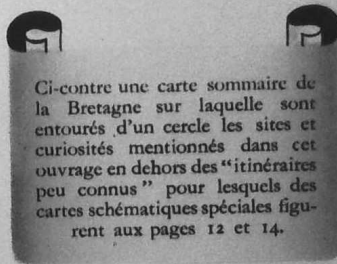 Ci-contre une carte sommaire de
la Bretagne sur laquelle sont
entourés d'un cercle les sites et
curiosités mentionnés dans cet
ouvrage en dehors des "itinéraires
peu connus" pour lesquels des
cartes schématiques spéciales figu-
rent aux pages 12 et 14.